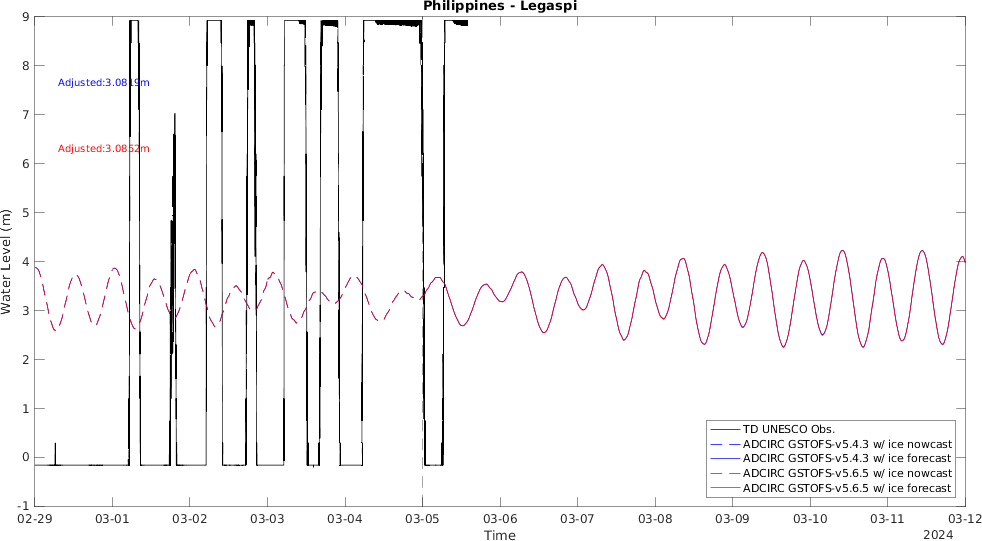 Philippines - Legaspi
9
8
7
6
5
4
3
2
1
0
-1
Water Level (m)
Adjusted:3.0819m
Adjusted:3.0862m
TD UNESCO Obs.
ADCIRC GSTOFS-v5.4.3 w/ ice nowcast
ADCIRC GSTOFS-v5.4.3 w/ ice forecast
ADCIRC GSTOFS-v5.6.5 w/ ice nowcast
ADCIRC GSTOFS-v5.6.5 w/ ice forecast
02-29 03-01 03-02 03-03 03-04 03-05 03-06 03-07 03-08 03-09 03-10 03-11 03-12
Time
2024